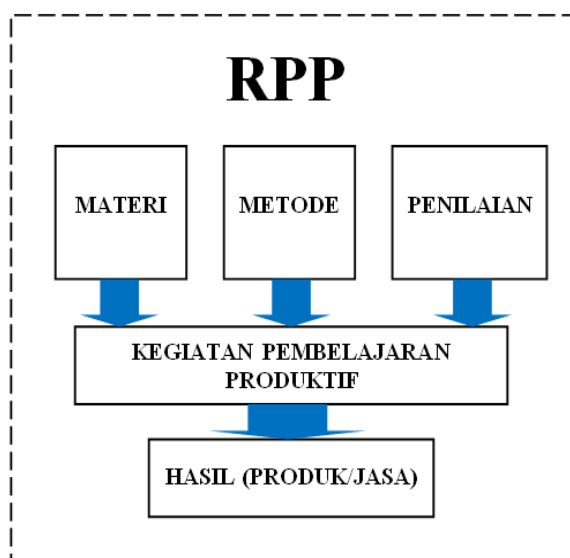 RPP
MATERI
METODE
PENILAIAN
KEGIATAN PEMBELAJARAN
PRODUKTIF
HASIL (PRODUK/JASA)